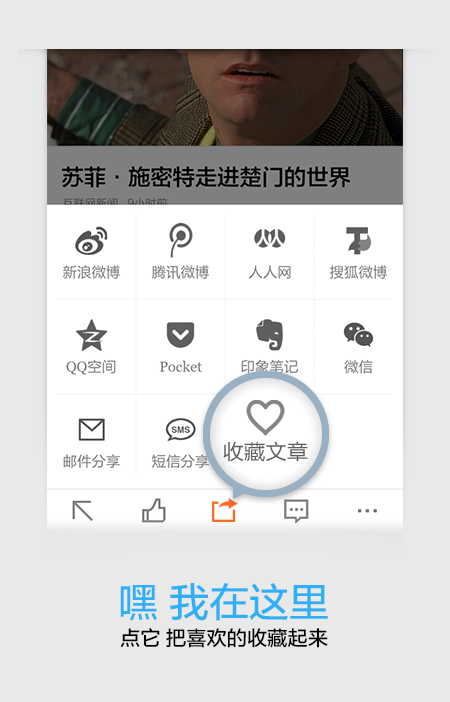 苏菲 · 施密特走进楚门的世界
互联网新闻 9小时前
新浪微博 腾讯微博 人人网 搜狐微博
QQ空间 Pocket 印象笔记 微信
邮件分享 SMS 短信分享 收藏文章
嘿 我在这里
点它 把喜欢的收藏起来